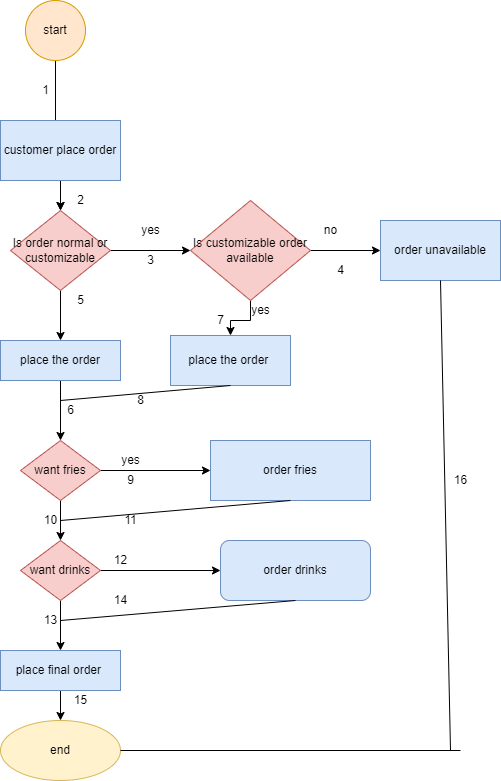 start
1
customer place order
2
Is order normal or
customizable
yes
3
Is customizable order
available
no
4
order unavailable
5
yes
7
place the order
place the order
8
6
want fries
yes
9
order fries
16
10
11
want drinks
12
order drinks
14
13
place final order
15
end